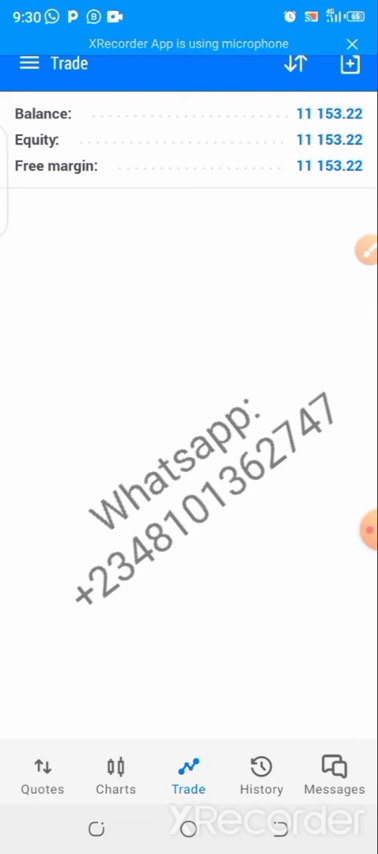 9:30
XRecorder App is using microphone
Trade
Balance: 11 153.22
Equity: 11 153.22
Free margin: 11 153.22
Whatsapp:
+2348101362747
Quotes Charts Trade History Messages
XRecorder